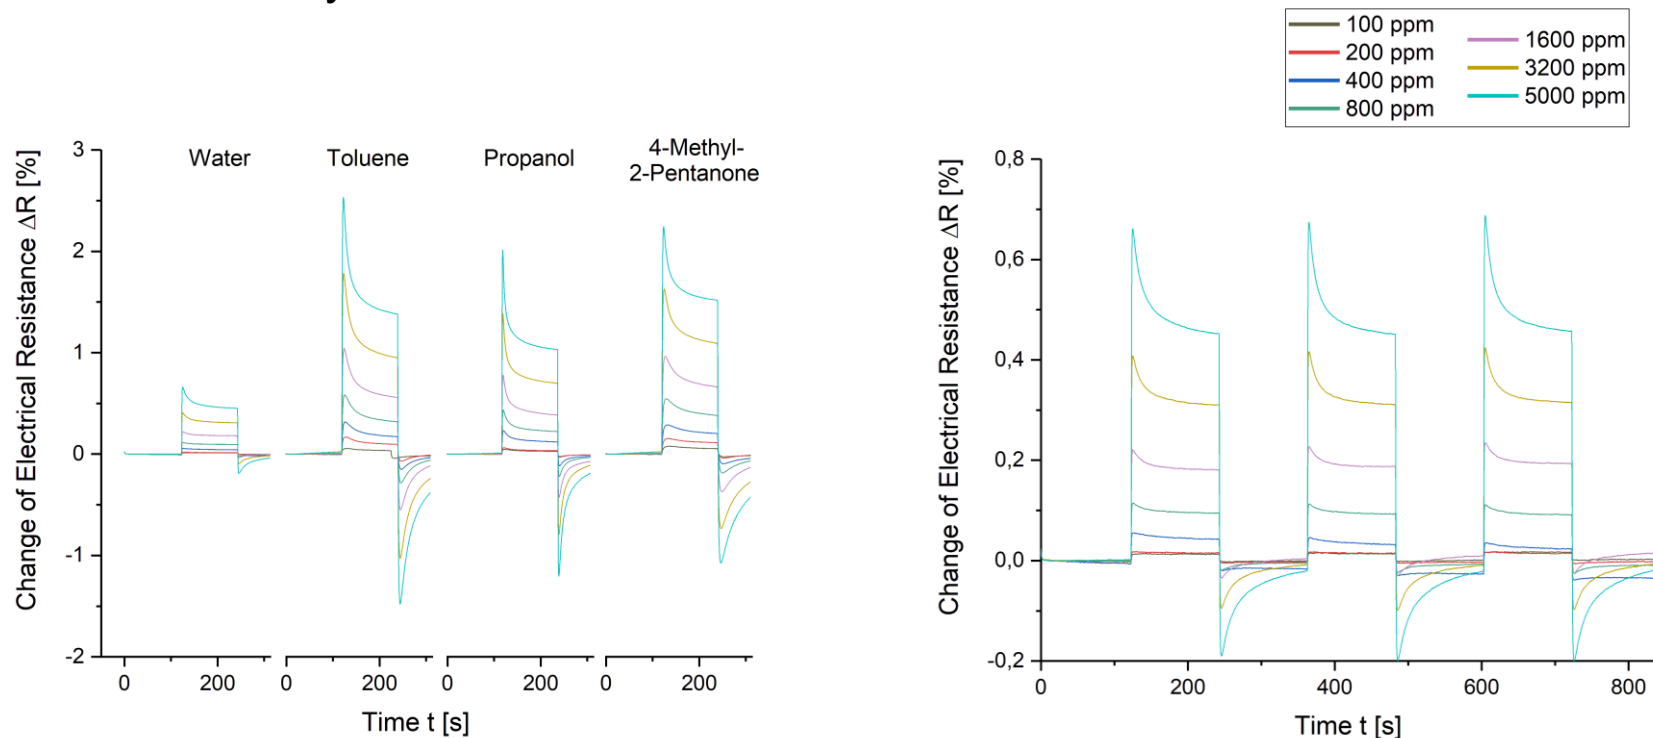 100 ppm
200 ppm
400 ppm
800 ppm
1600 ppm
3200 ppm
5000 ppm
Change of Electrical Resistance ΔR [%]
3
2
1
0
-1
-2
Water
Toluene
Propanol
4-Methyl-
2-Pentanone
0 200 0 200 0 200 0 200
Time t [s]
Change of Electrical Resistance ΔR [%]
0,8
0,6
0,4
0,2
0,0
-0,2
0 200 400 600 800
Time t [s]